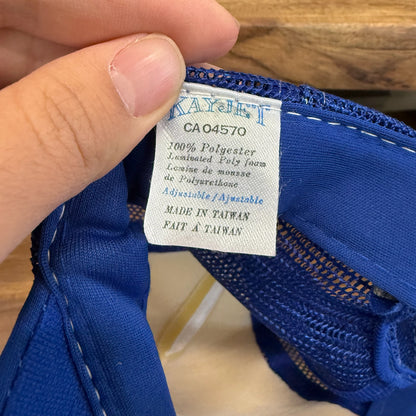 KAYJET
CA04570
100% Polyester
Laminated Poly foam
Lamine de mousse
de Polyurethane
Adjustable / Ajustable
MADE IN TAIWAN
FAIT À TAIWAN